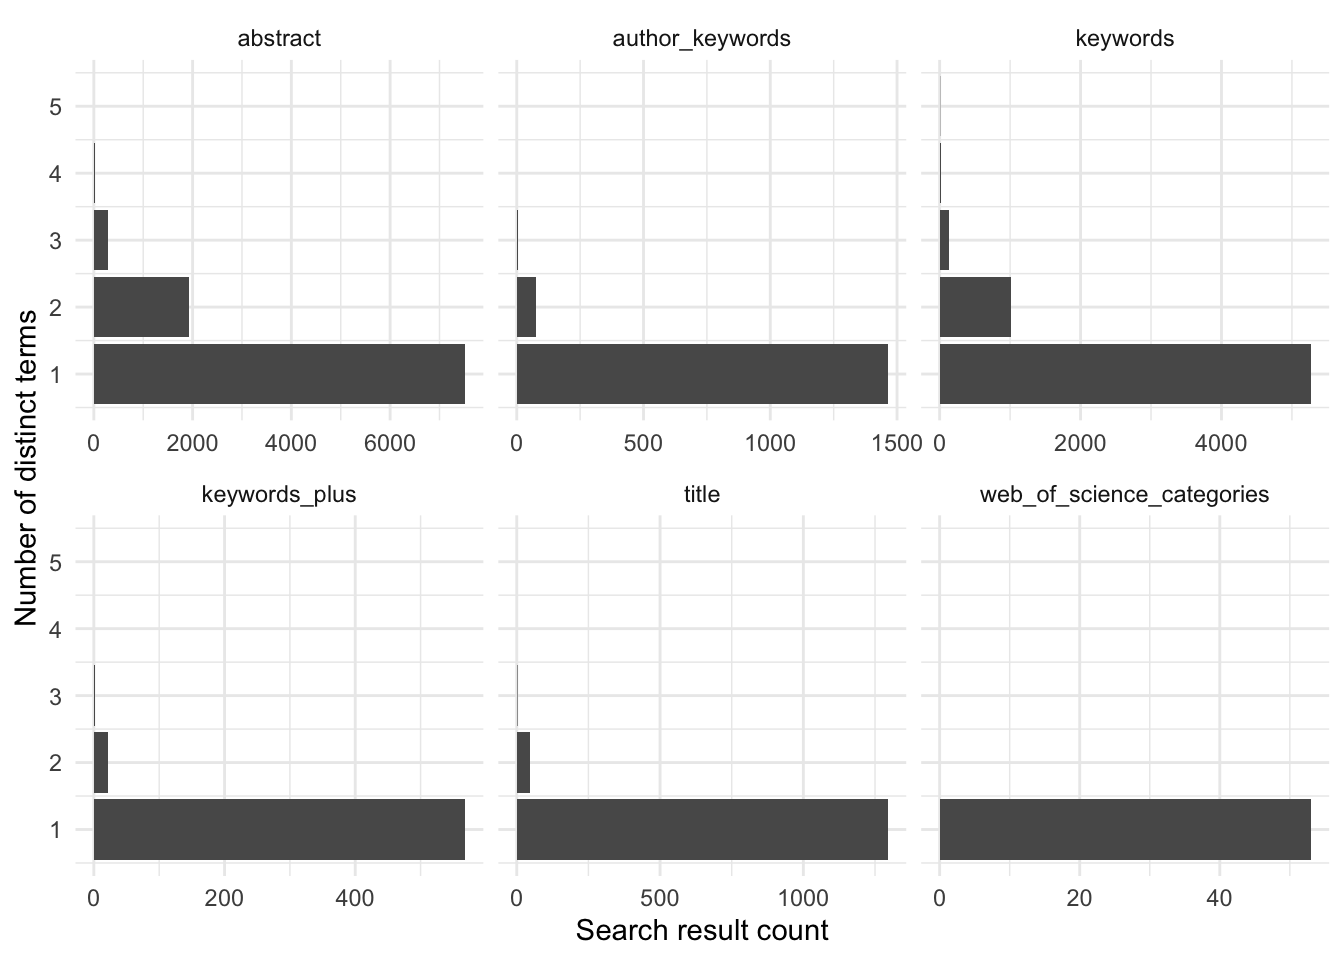 abstract author_keywords keywords
5
4
3
2
1
0 2000 4000 6000 0 500 1000 1500 0 2000 4000
keywords_plus title web_of_science_categories
5
4
3
2
1
0 200 400 0 500 1000 0 20 40
Number of distinct terms
Search result count